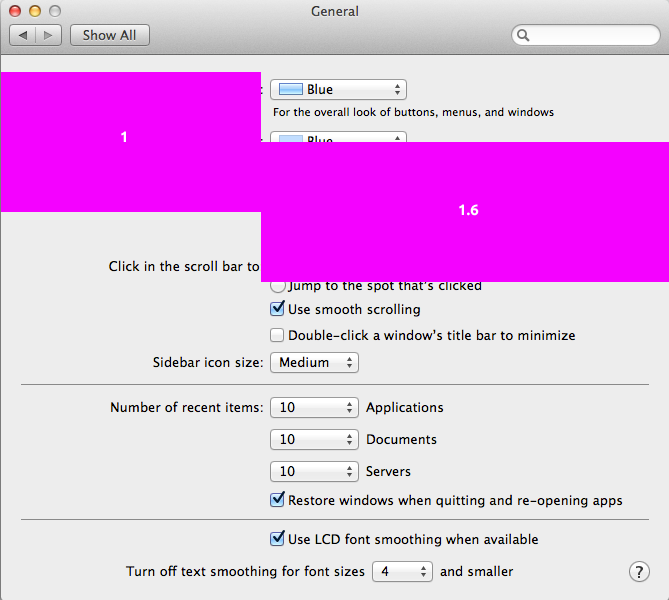 General
Show All
: Blue
For the overall look of buttons, menus, and windows
Blue
1
1.6
Click in the scroll bar to
Jump to the spot that's clicked
Use smooth scrolling
Double-click a window's title bar to minimize
Sidebar icon size: Medium
Number of recent items: 10 Applications
10 Documents
10 Servers
Restore windows when quitting and re-opening apps
Use LCD font smoothing when available
Turn off text smoothing for font sizes 4 and smaller ?